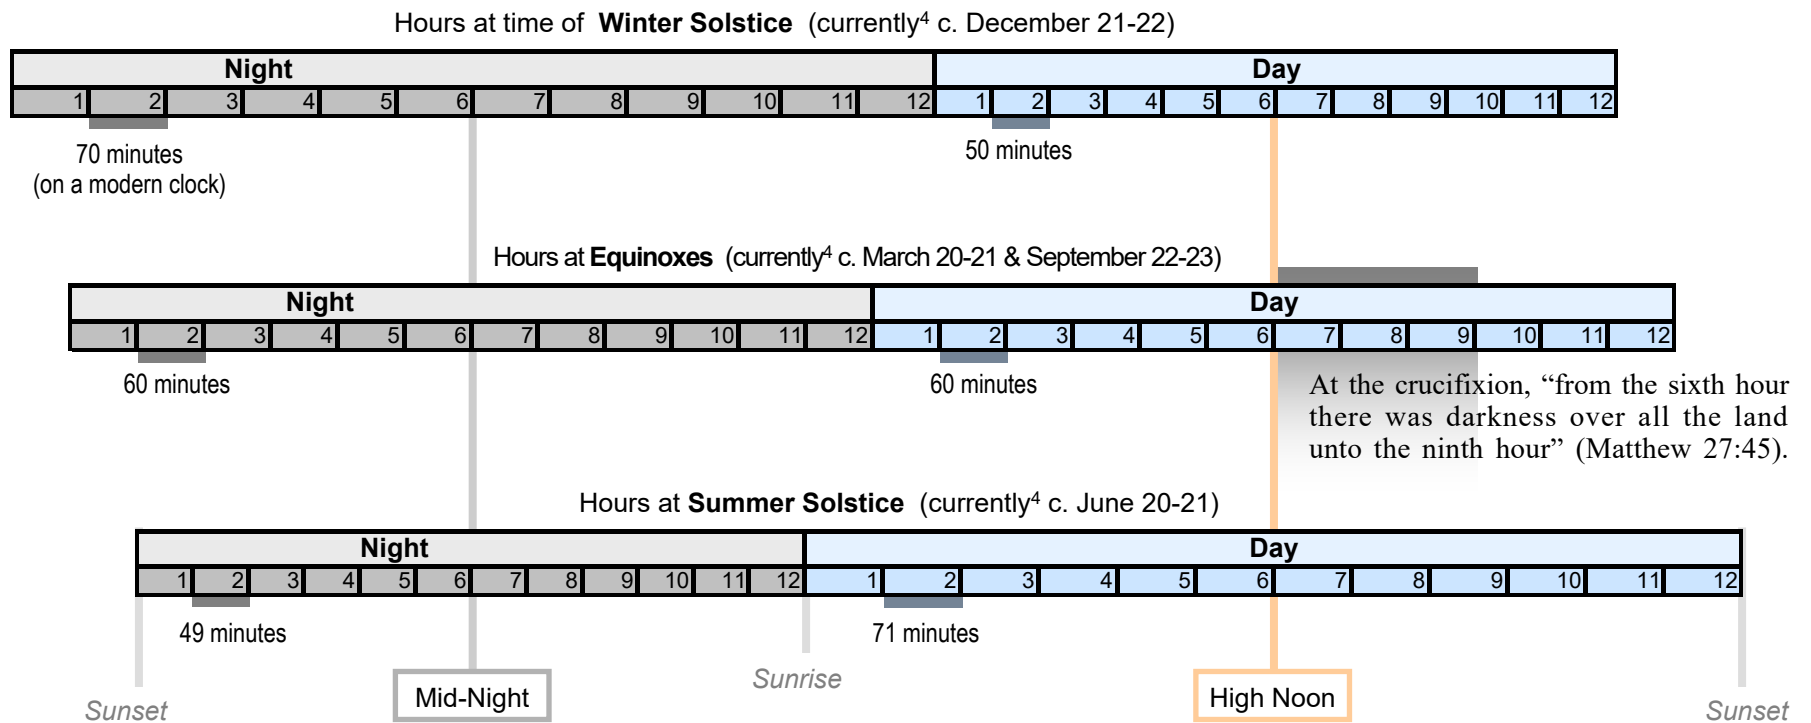 Hours at time of Winter Solstice (currently⁴ c. December 21-22)
Night Day
1 2 3 4 5 6 7 8 9 10 11 12 1 2 3 4 5 6 7 8 9 10 11 12
70 minutes 50 minutes
(on a modern clock)
Hours at Equinoxes (currently⁴ c. March 20-21 & September 22-23)
Night Day
1 2 3 4 5 6 7 8 9 10 11 12 1 2 3 4 5 6 7 8 9 10 11 12
60 minutes 60 minutes
At the crucifixion, “from the sixth hour
there was darkness over all the land
unto the ninth hour” (Matthew 27:45).
Hours at Summer Solstice (currently⁴ c. June 20-21)
Night Day
1 2 3 4 5 6 7 8 9 10 11 12 1 2 3 4 5 6 7 8 9 10 11 12
49 minutes 71 minutes
Sunset Mid-Night Sunrise High Noon Sunset